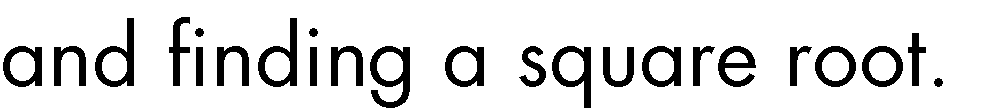 and finding a square root.